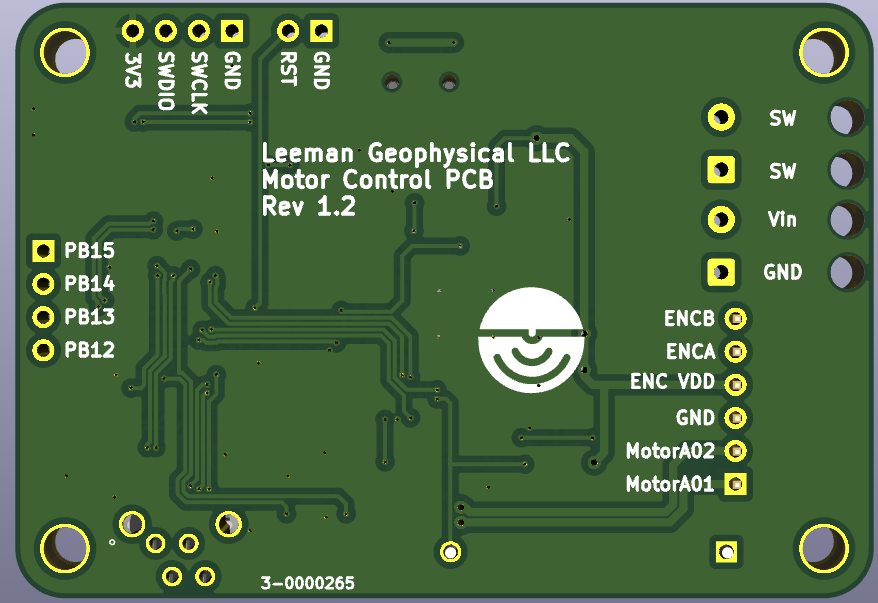 3V3
SWDIO
SWCLK
GND
RST
GND
SW
SW
Vin
GND
Leeman Geophysical LLC
Motor Control PCB
Rev 1.2
PB15
PB14
PB13
PB12
ENCB
ENCA
ENC VDD
GND
MotorA02
MotorA01
3-0000265